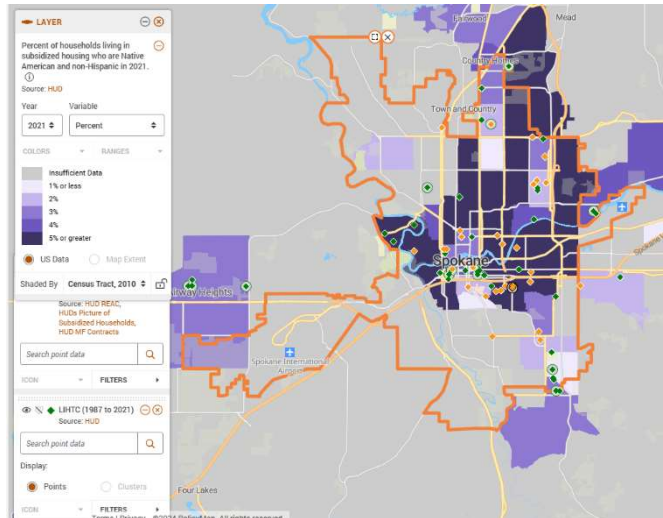 LAYER
Percent of households living in
subsidized housing who are Native
American and non-Hispanic in 2021.
Source: HUD
Year Variable
2021 Percent
COLORS RANGES
Insufficient Data
1% or less
2%
3%
4%
5% or greater
US Data Map Extent
Shaded By Census Tract, 2010
Source: HUD REAC,
HUDs Picture of
Subsidized Households,
HUD MF Contracts
Search point data
ICON FILTERS
LIHTC (1987 to 2021)
Source: HUD
Search point data
Display:
Points Clusters
ICON FILTERS
Fairwood
Mead
Country Homes
Town and Country
Spokane
Airway Heights
Spokane International
Airport
Four Lakes